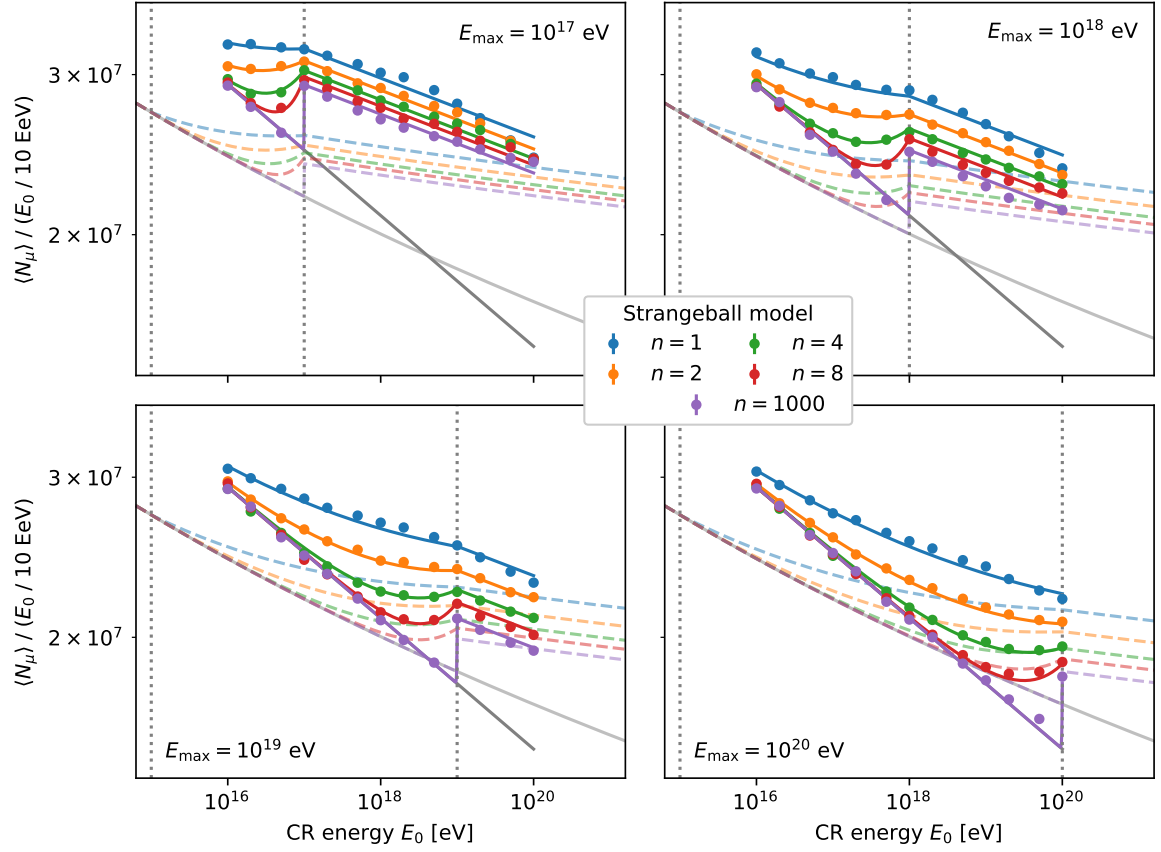 E_max = 10^17 eV
E_max = 10^18 eV
3 × 10^7
2 × 10^7
⟨N_μ⟩ / (E_0 / 10 EeV)
Strangeball model
n = 1 n = 4
n = 2 n = 8
n = 1000
3 × 10^7
2 × 10^7
⟨N_μ⟩ / (E_0 / 10 EeV)
E_max = 10^19 eV
E_max = 10^20 eV
10^16 10^18 10^20
10^16 10^18 10^20
CR energy E_0 [eV]
CR energy E_0 [eV]